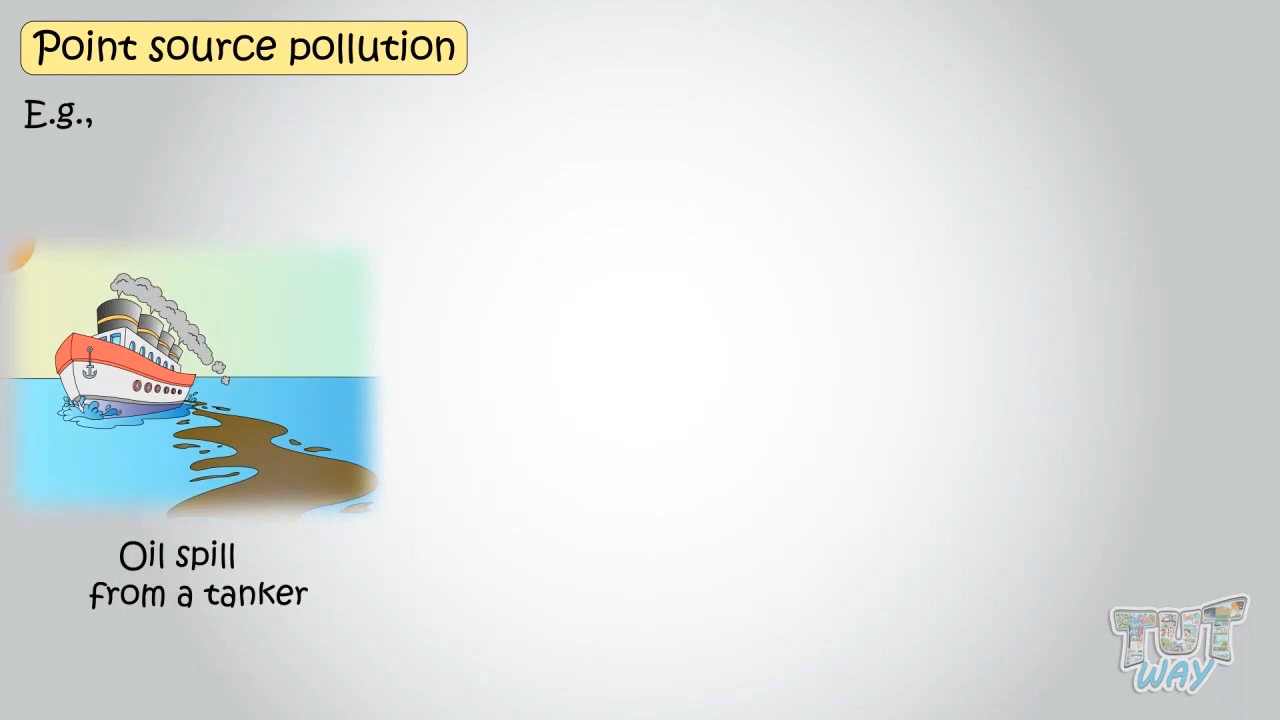 Point source pollution
E.g.,
Oil spill
from a tanker
TUT
WAY